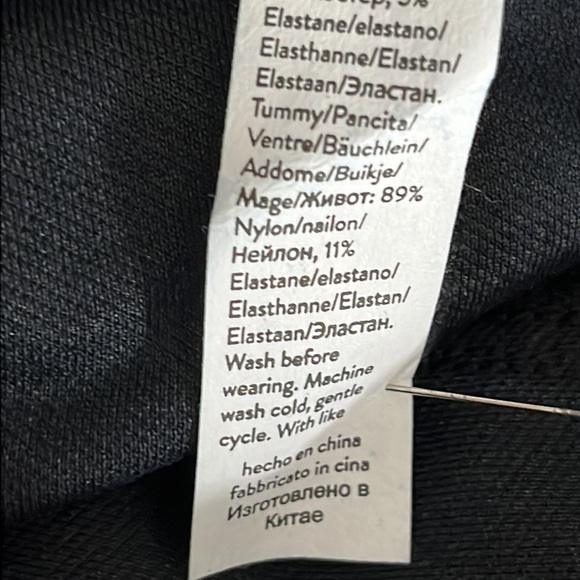 5%
Elastane/elastano/
Elasthanne/Elastan/
Elastaan/Эластан.
Tummy/Pancita/
Ventre/Bäuchlein/
Addome/Buikje/
Mage/Живот: 89%
Nylon/nailon/
Нейлон, 11%
Elastane/elastano/
Elasthanne/Elastan/
Elastaan/Эластан.
Wash before
wearing. Machine
wash cold, gentle
cycle. With like
hecho en china
fabbricato in cina
Изготовлено в
Китае